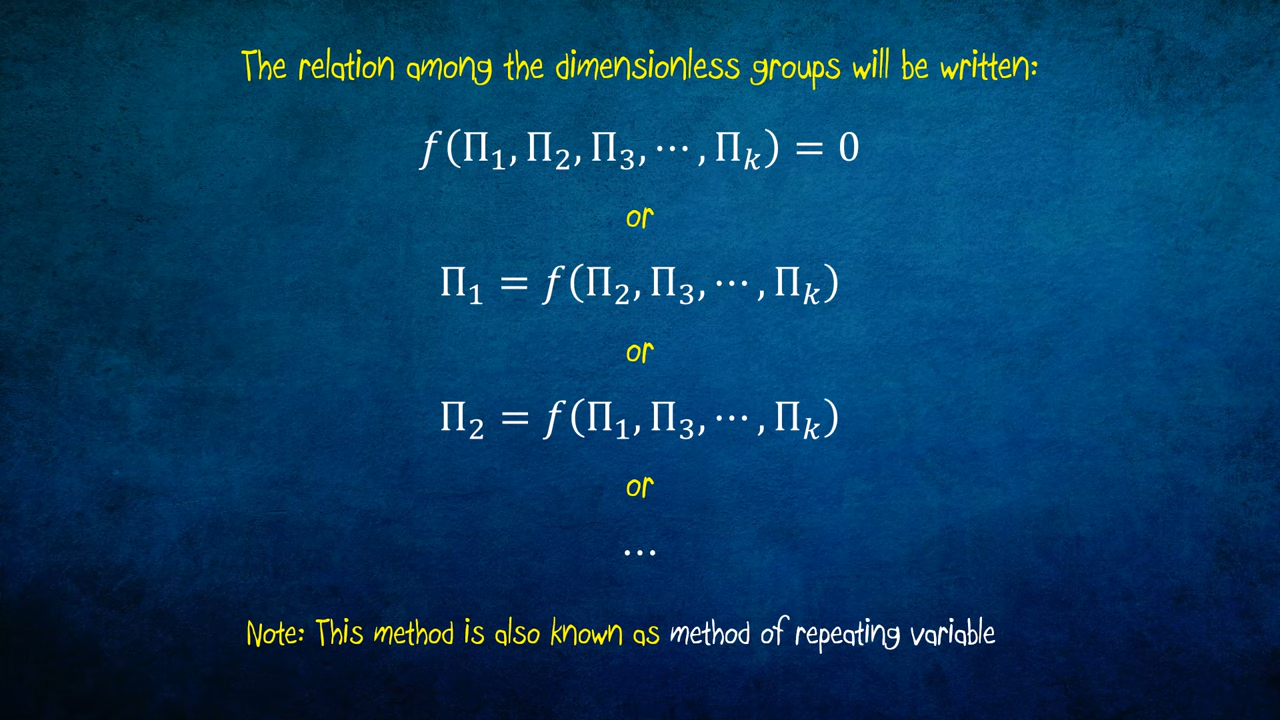 The relation among the dimensionless groups will be written:
𝑓(Π₁, Π₂, Π₃, ⋯ , Πₖ) = 0
or
Π₁ = 𝑓(Π₂, Π₃, ⋯ , Πₖ)
or
Π₂ = 𝑓(Π₁, Π₃, ⋯ , Πₖ)
or
⋯
Note: This method is also known as method of repeating variable